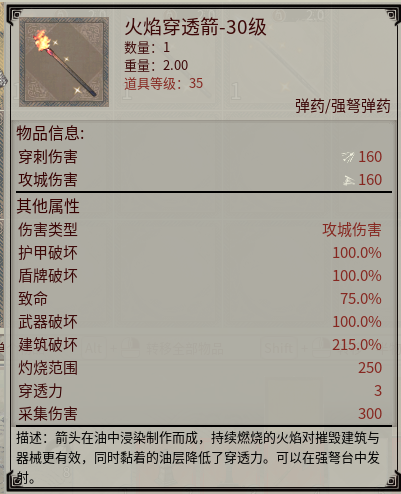 火焰穿透箭-30级
数量：1
重量：2.00
道具等级：35
弹药/强弩弹药
物品信息:
穿刺伤害 160
攻城伤害 160
其他属性
伤害类型 攻城伤害
护甲破坏 100.0%
盾牌破坏 100.0%
致命 75.0%
武器破坏 100.0%
建筑破坏 215.0%
灼烧范围 250
穿透力 3
采集伤害 300
描述：箭头在油中浸染制作而成，持续燃烧的火焰对摧毁建筑与
器械更有效，同时黏着的油层降低了穿透力。可以在强弩台中发
射。